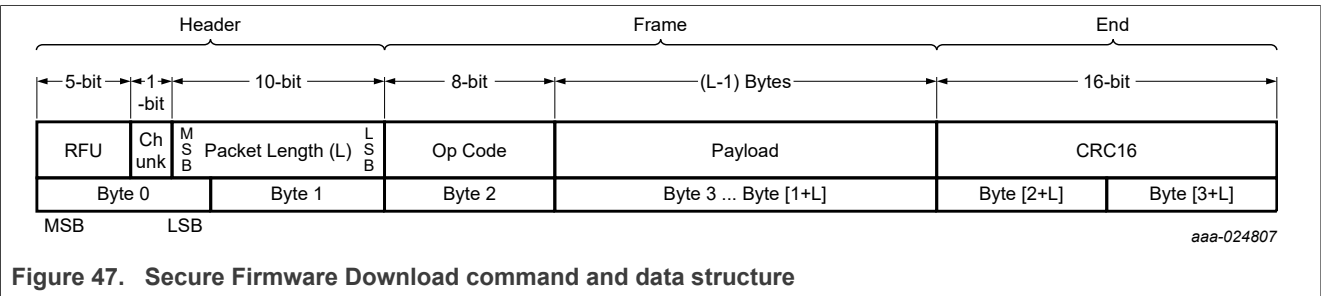 Header Frame End
5-bit 1 -bit 10-bit 8-bit (L-1) Bytes 16-bit
RFU Ch unk MSB Packet Length (L) LSB Op Code Payload CRC16
Byte 0 Byte 1 Byte 2 Byte 3 ... Byte [1+L] Byte [2+L] Byte [3+L]
MSB LSB
aaa-024807
Figure 47. Secure Firmware Download command and data structure